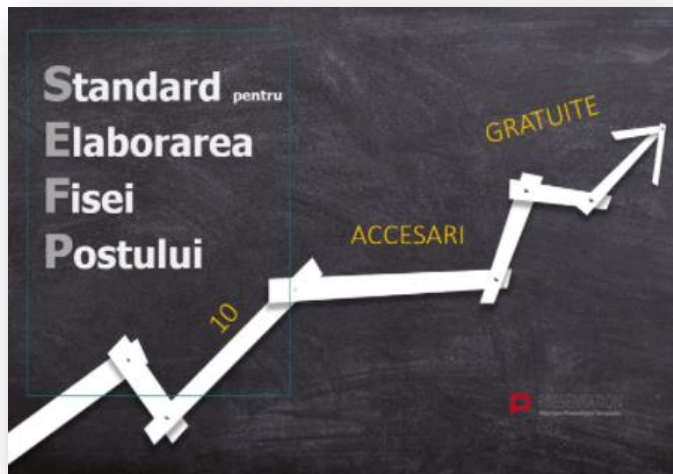 Standard pentru
Elaborarea
Fisei
Postului
10
ACCESARI
GRATUITE